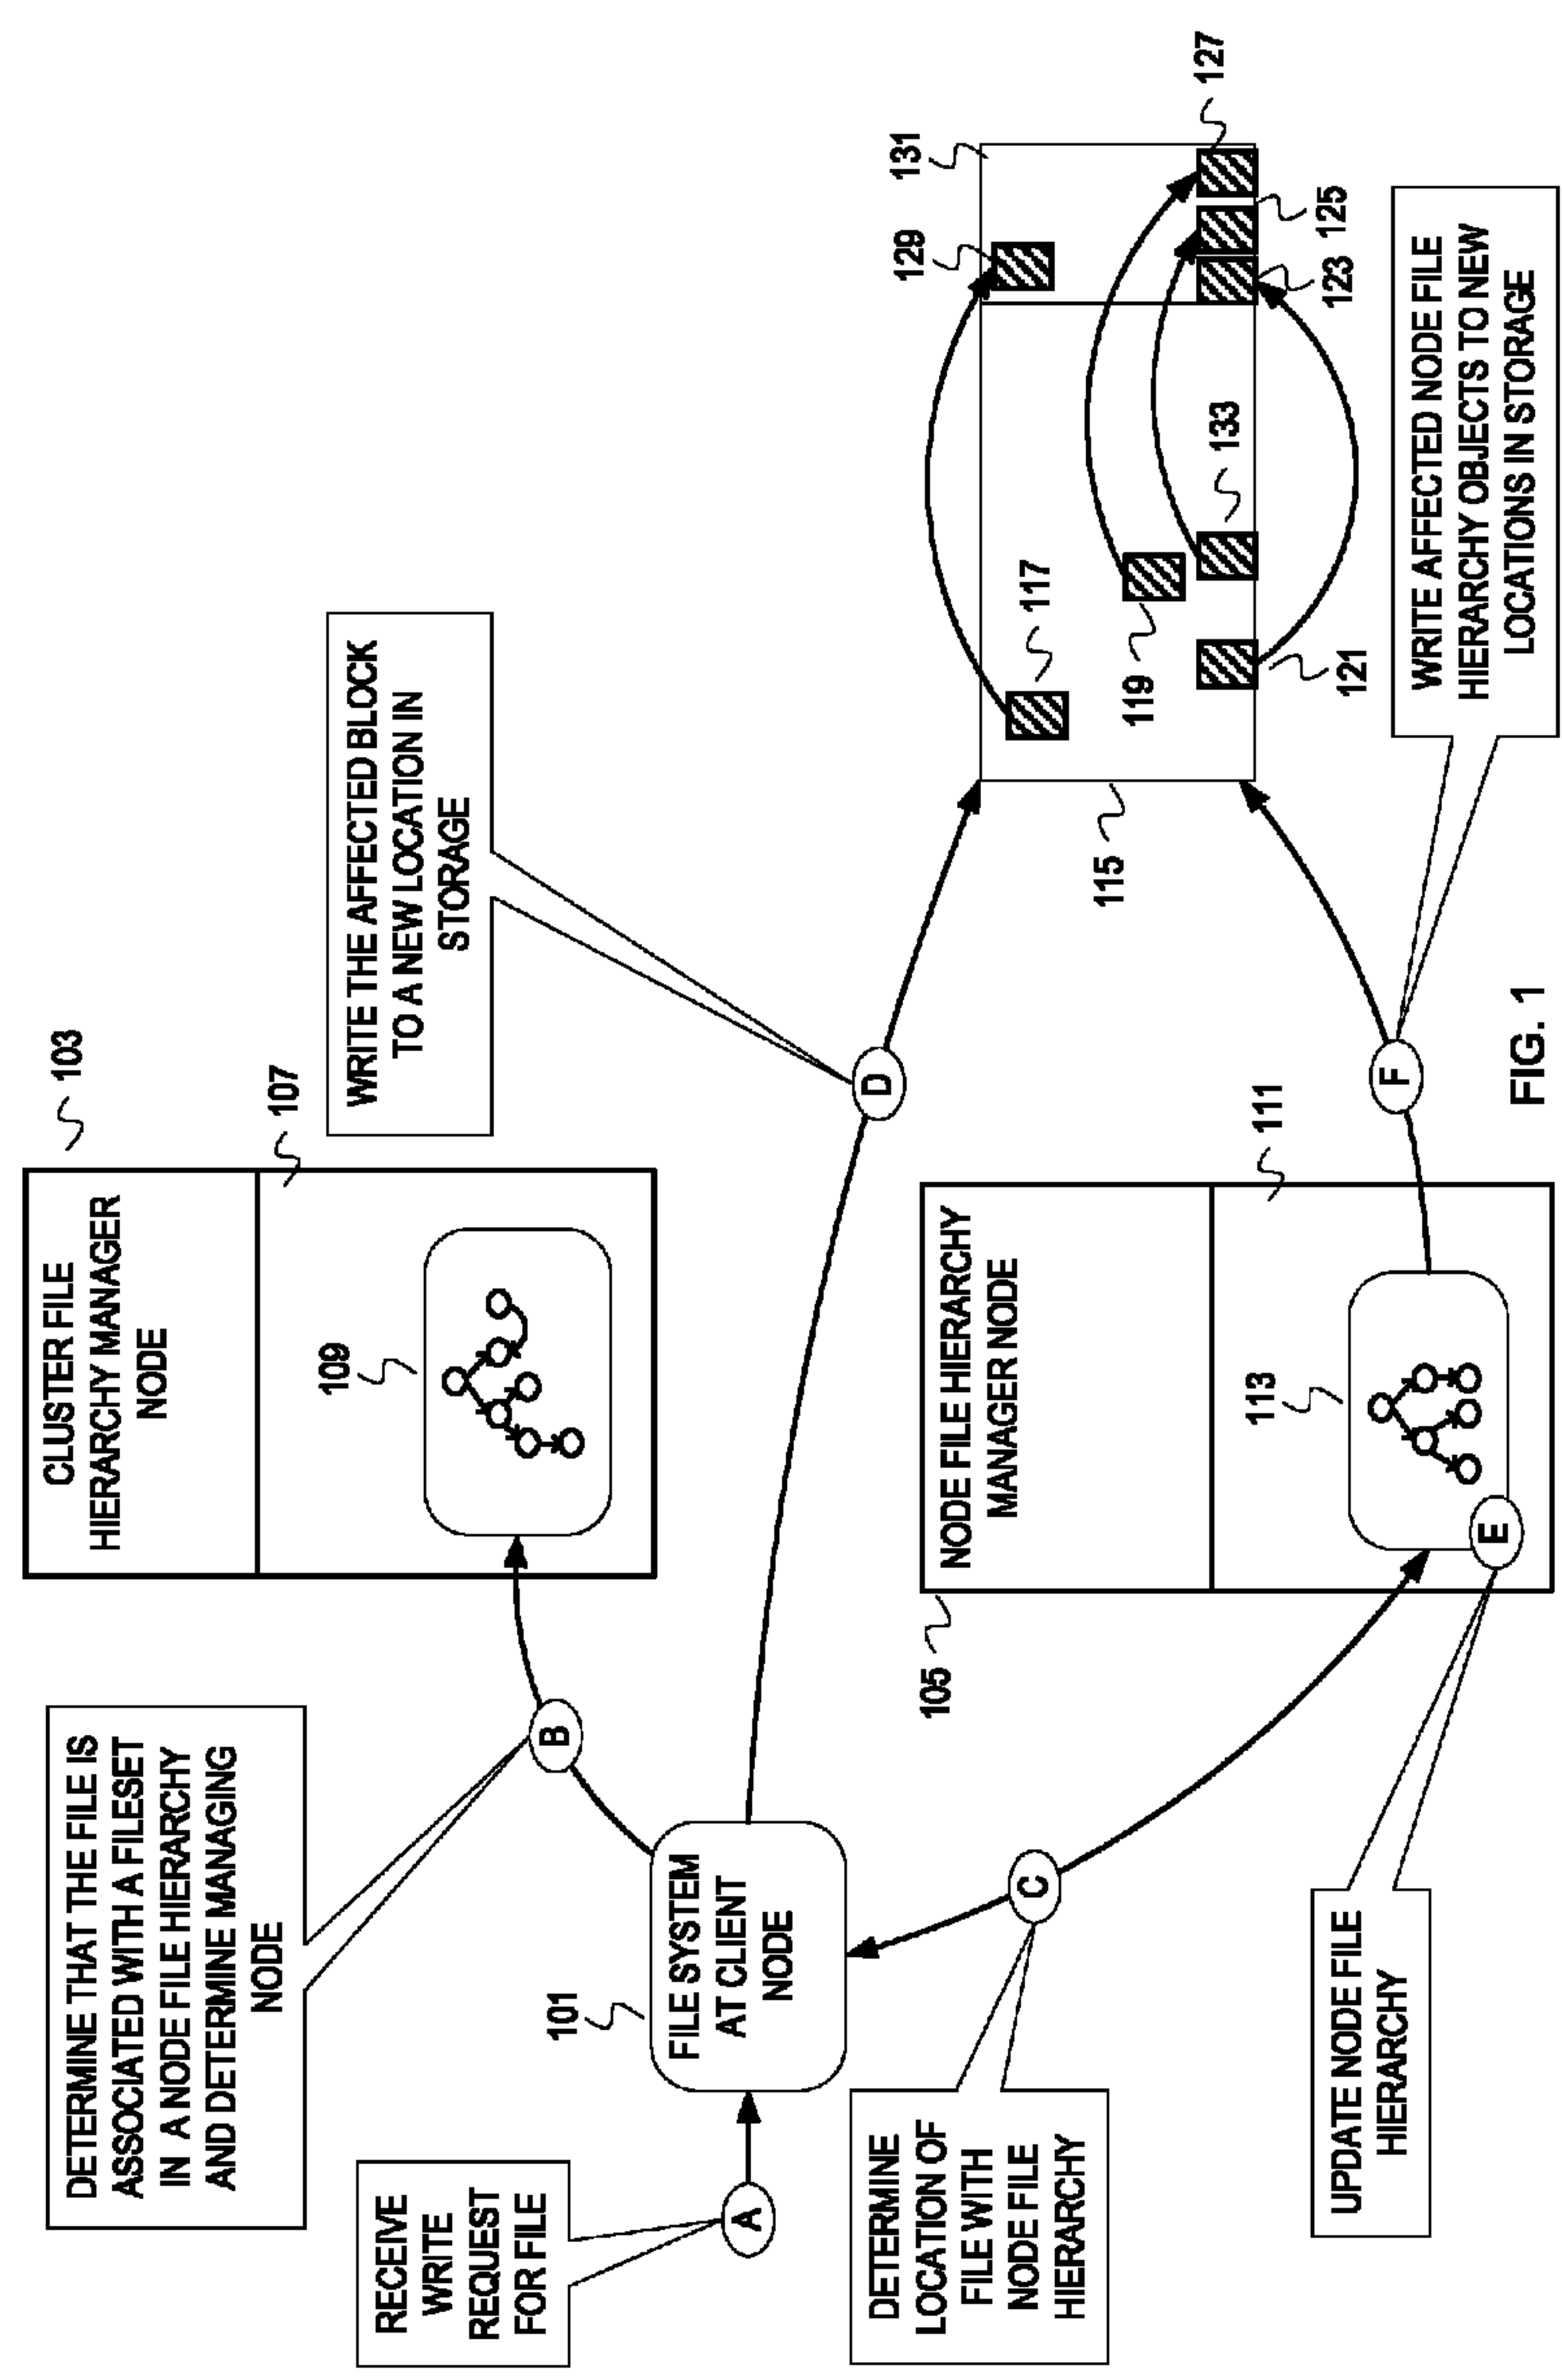 DETERMINE THAT THE FILE IS
ASSOCIATED WITH A FILESET
IN A NODE FILE HIERARCHY
AND DETERMINE MANAGING
NODE
CLUSTER FILE
HIERARCHY MANAGER
NODE
103
107
109
RECEIVE
WRITE
REQUEST
FOR FILE
A
101
FILE SYSTEM
AT CLIENT
NODE
B
WRITE THE AFFECTED BLOCK
TO A NEW LOCATION IN
STORAGE
D
DETERMINE
LOCATION OF
FILE WITH
NODE FILE
HIERARCHY
C
105
NODE FILE HIERARCHY
MANAGER NODE
111
113
E
UPDATE NODE FILE
HIERARCHY
F
115
117
119
121
133
129
131
127
125
123
WRITE AFFECTED NODE FILE
HIERARCHY OBJECTS TO NEW
LOCATIONS IN STORAGE
FIG. 1